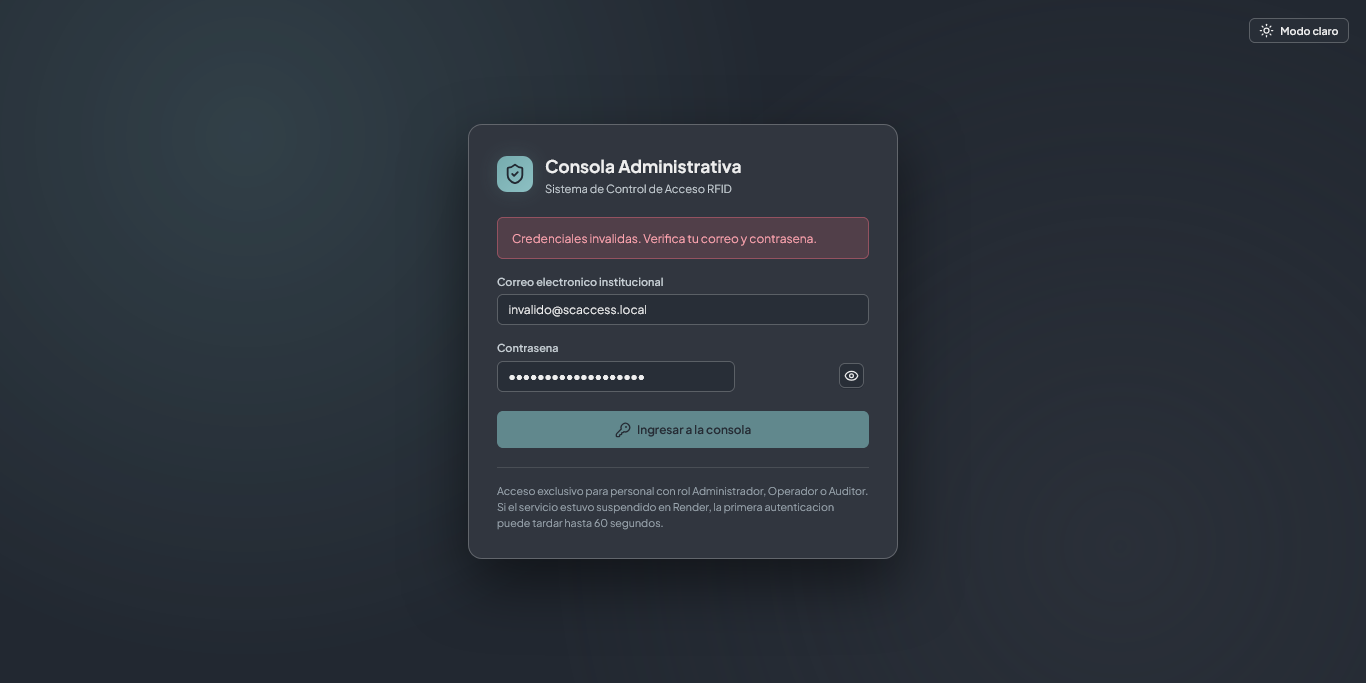 Modo claro
Consola Administrativa
Sistema de Control de Acceso RFID
Credenciales invalidas. Verifica tu correo y contrasena.
Correo electronico institucional
invalido@scaccess.local
Contrasena
•••••••••••••••••••
Ingresar a la consola
Acceso exclusivo para personal con rol Administrador, Operador o Auditor.
Si el servicio estuvo suspendido en Render, la primera autenticacion
puede tardar hasta 60 segundos.